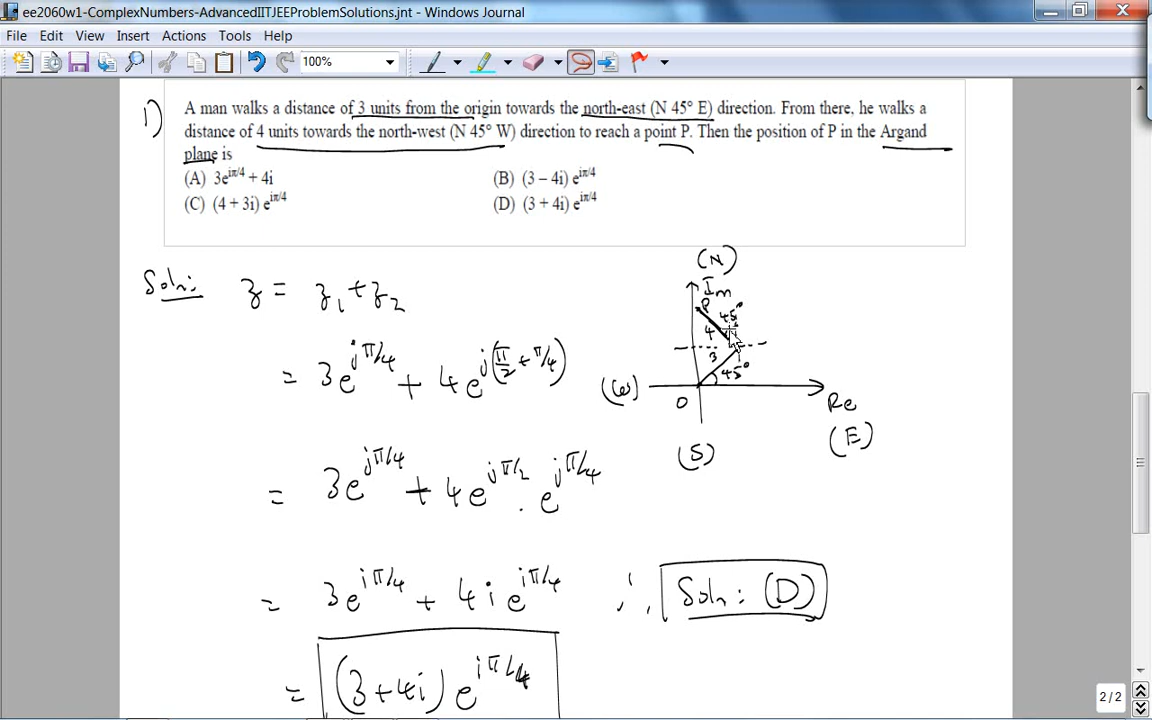 ee2060w1-ComplexNumbers-AdvancedIITJEEProblemSolutions.jnt - Windows Journal
File Edit View Insert Actions Tools Help
100%
1) A man walks a distance of 3 units from the origin towards the north-east (N 45° E) direction. From there, he walks a
distance of 4 units towards the north-west (N 45° W) direction to reach a point P. Then the position of P in the Argand
plane is
(A) 3e^{iπ/4} + 4i (B) (3 – 4i) e^{iπ/4}
(C) (4 + 3i) e^{iπ/4} (D) (3 + 4i) e^{iπ/4}
(N)
Soln: z = z₁ + z₂
Im
P
45°
4
3
= 3e^{jπ/4} + 4e^{j(π/2 + π/4)}
45°
(W)
O
Re
(E)
(S)
= 3e^{jπ/4} + 4e^{jπ/2} . e^{jπ/4}
= 3e^{iπ/4} + 4i e^{iπ/4} ∴ Soln: (D)
= (3+4i) e^{iπ/4}
2/2